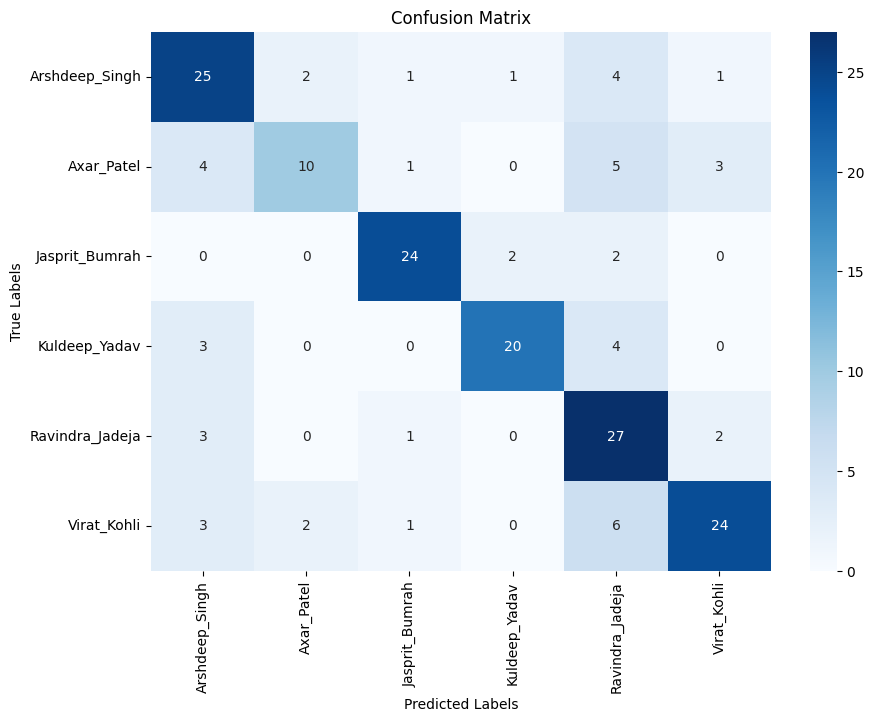 Confusion Matrix
True Labels
Arshdeep_Singh 25 2 1 1 4 1
Axar_Patel 4 10 1 0 5 3
Jasprit_Bumrah 0 0 24 2 2 0
Kuldeep_Yadav 3 0 0 20 4 0
Ravindra_Jadeja 3 0 1 0 27 2
Virat_Kohli 3 2 1 0 6 24
Arshdeep_Singh
Axar_Patel
Jasprit_Bumrah
Kuldeep_Yadav
Ravindra_Jadeja
Virat_Kohli
Predicted Labels
25
20
15
10
5
0